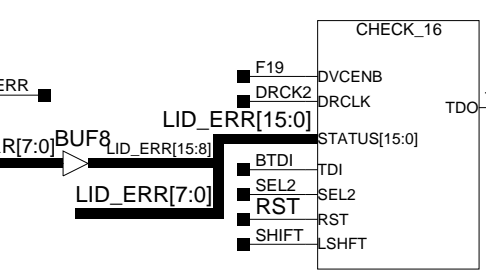 CHECK_16
F19
DVCENB
ERR
DRCK2
DRCLK
TDO
LID_ERR[15:0]
STATUS[15:0]
R[7:0]
BUF8
LID_ERR[15:8]
BTDI
TDI
LID_ERR[7:0]
SEL2
SEL2
RST
RST
SHIFT
LSHFT